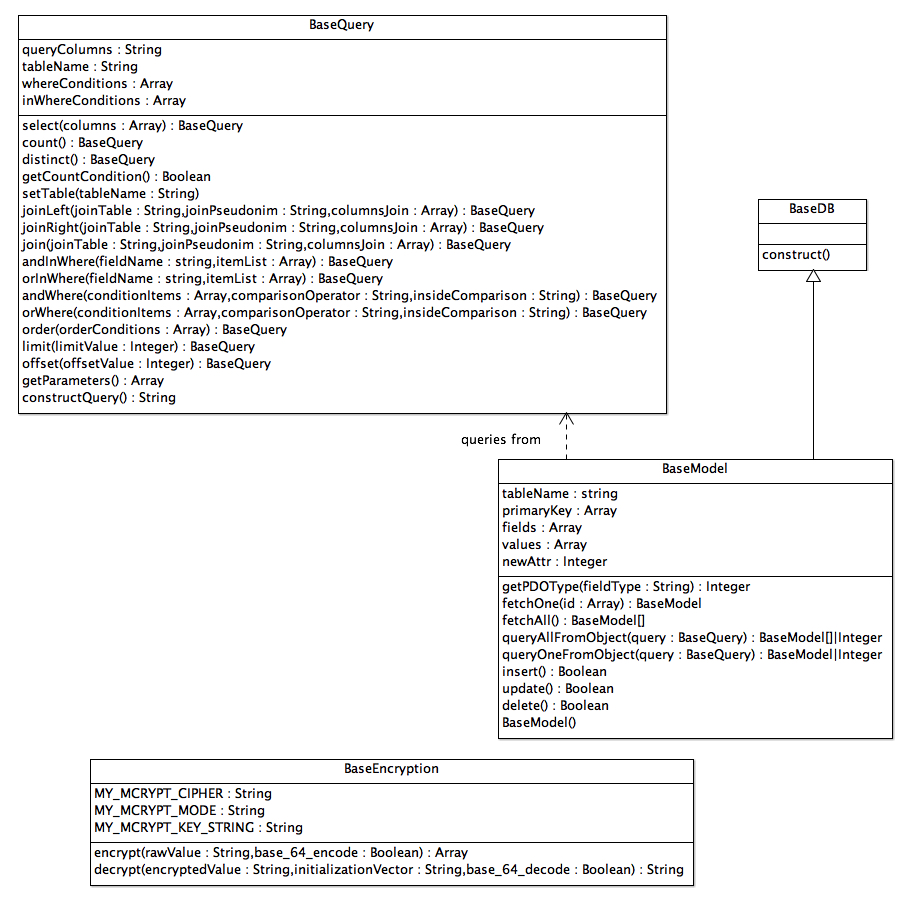 BaseQuery
queryColumns : String
tableName : String
whereConditions : Array
inWhereConditions : Array
select(columns : Array) : BaseQuery
count() : BaseQuery
distinct() : BaseQuery
getCountCondition() : Boolean
setTable(tableName : String)
joinLeft(joinTable : String,joinPseudonim : String,columnsJoin : Array) : BaseQuery
joinRight(joinTable : String,joinPseudonim : String,columnsJoin : Array) : BaseQuery
join(joinTable : String,joinPseudonim : String,columnsJoin : Array) : BaseQuery
andInWhere(fieldName : string,itemList : Array) : BaseQuery
orInWhere(fieldName : string,itemList : Array) : BaseQuery
andWhere(conditionItems : Array,comparisonOperator : String,insideComparison : String) : BaseQuery
orWhere(conditionItems : Array,comparisonOperator : String,insideComparison : String) : BaseQuery
order(orderConditions : Array) : BaseQuery
limit(limitValue : Integer) : BaseQuery
offset(offsetValue : Integer) : BaseQuery
getParameters() : Array
constructQuery() : String
BaseDB
construct()
queries from
BaseModel
tableName : string
primaryKey : Array
fields : Array
values : Array
newAttr : Integer
getPDOType(fieldType : String) : Integer
fetchOne(id : Array) : BaseModel
fetchAll() : BaseModel[]
queryAllFromObject(query : BaseQuery) : BaseModel[]|Integer
queryOneFromObject(query : BaseQuery) : BaseModel|Integer
insert() : Boolean
update() : Boolean
delete() : Boolean
BaseModel()
BaseEncryption
MY_MCRYPT_CIPHER : String
MY_MCRYPT_MODE : String
MY_MCRYPT_KEY_STRING : String
encrypt(rawValue : String,base_64_encode : Boolean) : Array
decrypt(encryptedValue : String,initializationVector : String,base_64_decode : Boolean) : String